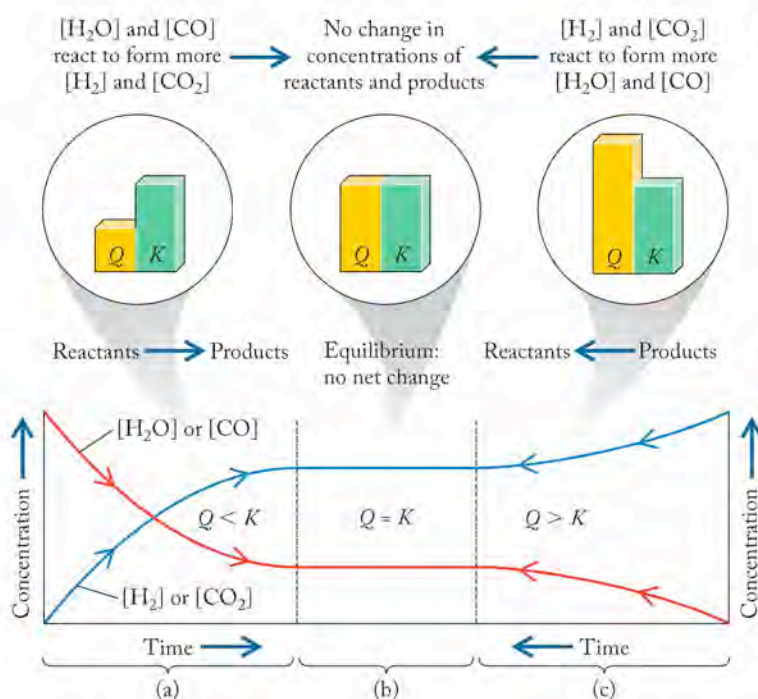 [H₂O] and [CO]
react to form more
[H₂] and [CO₂]
No change in
concentrations of
reactants and products
[H₂] and [CO₂]
react to form more
[H₂O] and [CO]
Q K
Q K
Q K
Reactants
Products
Equilibrium:
no net change
Reactants
Products
[H₂O] or [CO]
Concentration
Q < K
Q = K
Q > K
Concentration
[H₂] or [CO₂]
Time
Time
(a)
(b)
(c)